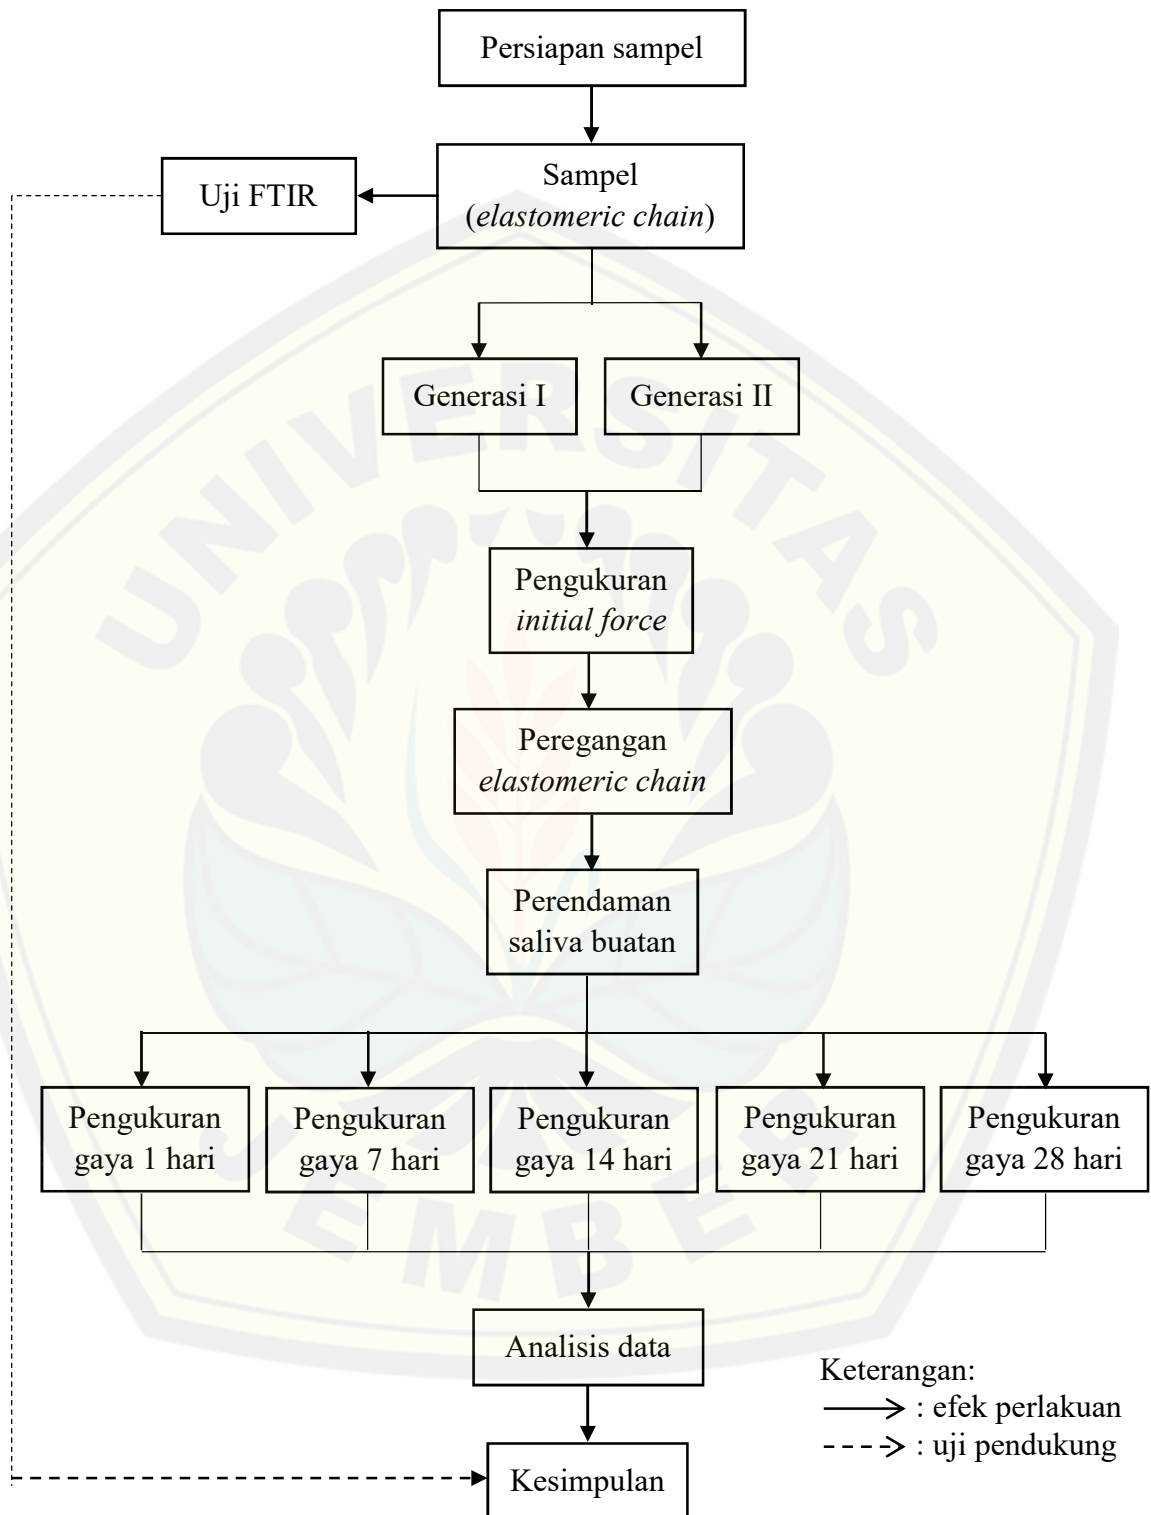 Persiapan sampel
Sampel
(elastomeric chain)
Uji FTIR
Generasi I
Generasi II
Pengukuran
initial force
Peregangan
elastomeric chain
Perendaman
saliva buatan
Pengukuran
gaya 1 hari
Pengukuran
gaya 7 hari
Pengukuran
gaya 14 hari
Pengukuran
gaya 21 hari
Pengukuran
gaya 28 hari
Analisis data
Keterangan:
: efek perlakuan
: uji pendukung
Kesimpulan
UNIVERSITAS
JEMBER